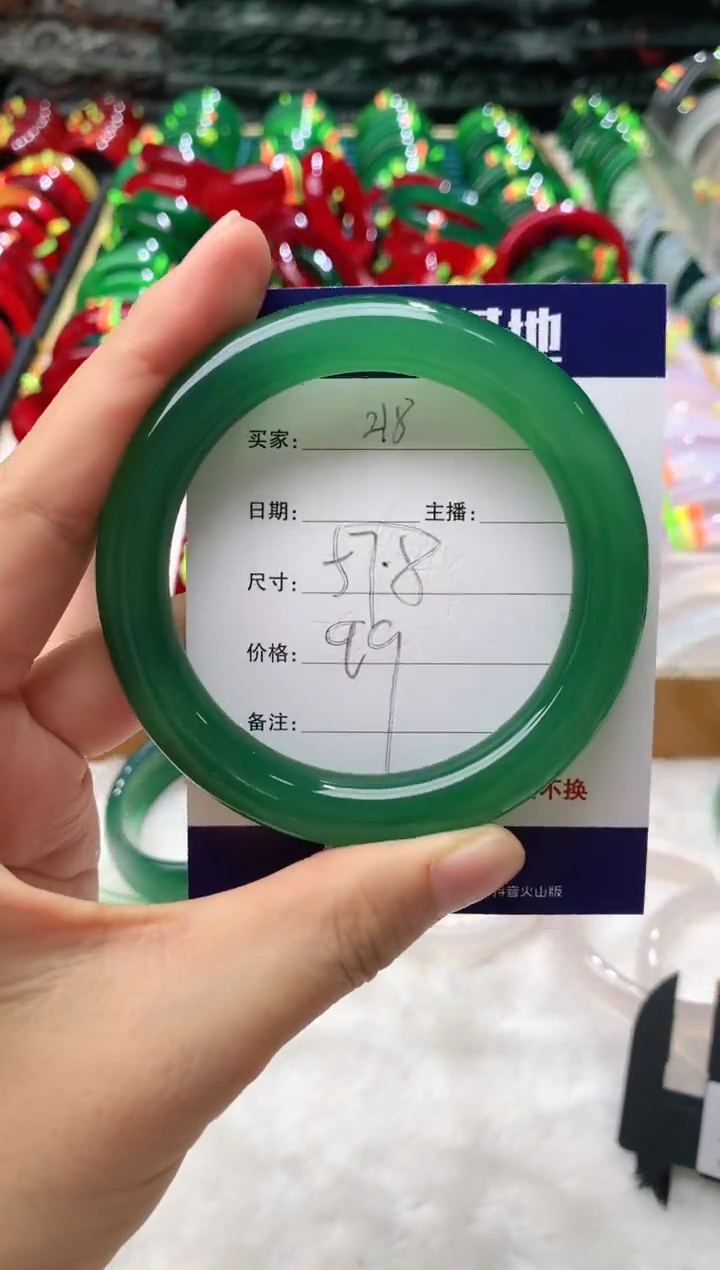 地
买家: 218
日期: 主播:
尺寸: 57.8
价格: 99
备注:
不换
抖音火山版